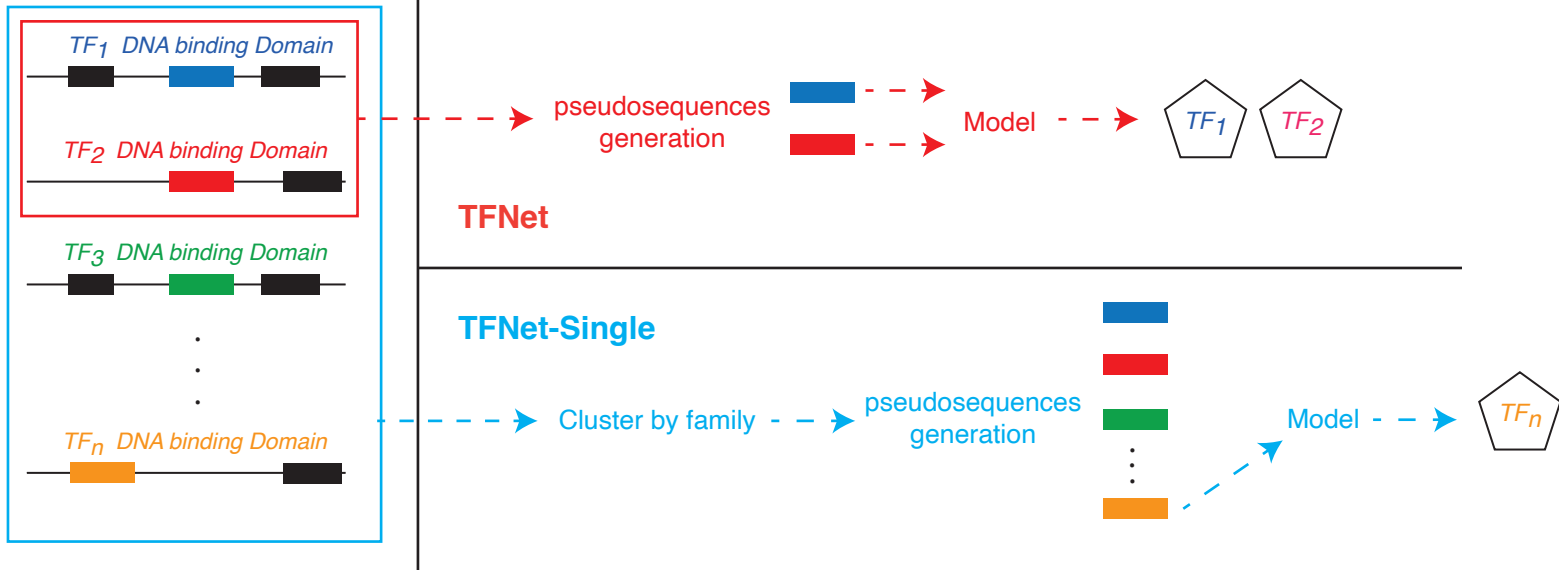 TF1 DNA binding Domain
TF2 DNA binding Domain
TF3 DNA binding Domain
TFn DNA binding Domain
pseudosequences
generation
Model
TF1
TF2
TFNet
TFNet-Single
Cluster by family
pseudosequences
generation
Model
TFn